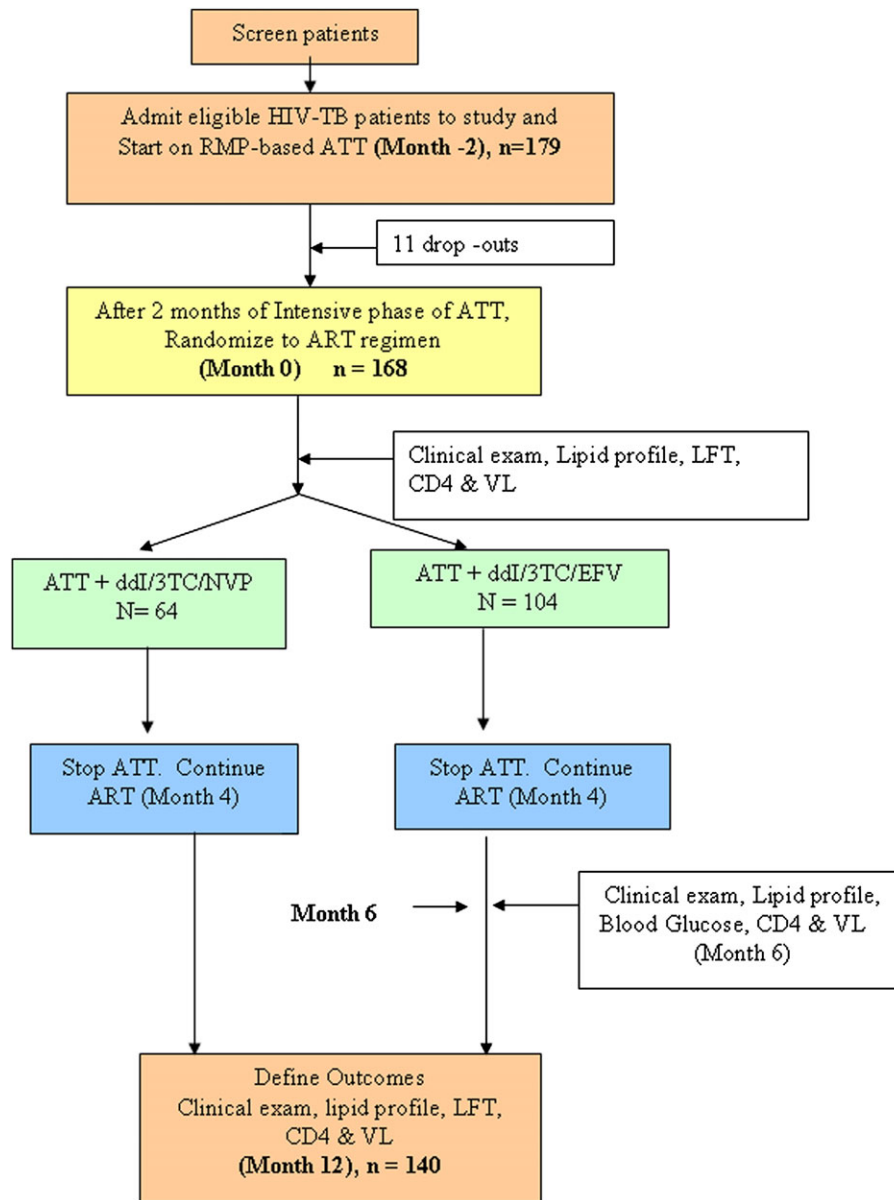 Screen patients
Admit eligible HIV-TB patients to study and
Start on RMP-based ATT (Month -2), n=179
11 drop -outs
After 2 months of Intensive phase of ATT,
Randomize to ART regimen
(Month 0) n = 168
Clinical exam, Lipid profile, LFT,
CD4 & VL
ATT + ddI/3TC/NVP
N= 64
ATT + ddI/3TC/EFV
N = 104
Stop ATT. Continue
ART (Month 4)
Stop ATT. Continue
ART (Month 4)
Month 6
Clinical exam, Lipid profile,
Blood Glucose, CD4 & VL
(Month 6)
Define Outcomes
Clinical exam, lipid profile, LFT,
CD4 & VL
(Month 12), n = 140